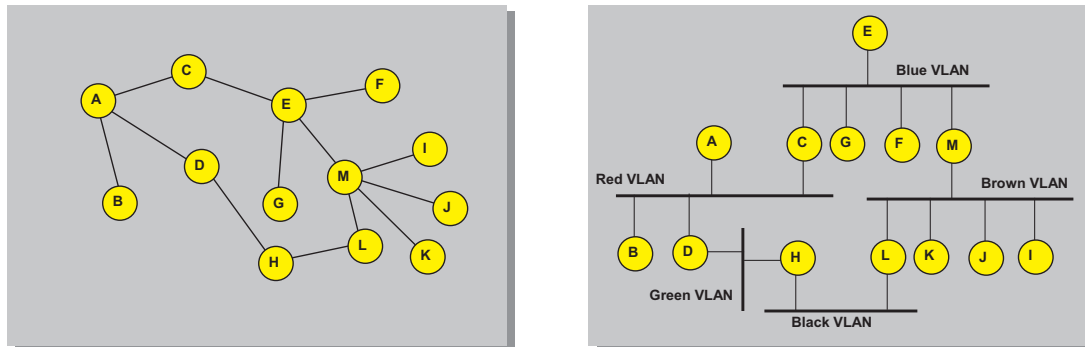 C
F
A
E
I
D
M
B
G
J
L
K
H
E
Blue VLAN
A
C
G
F
M
Red VLAN
Brown VLAN
B
D
H
L
K
J
I
Green VLAN
Black VLAN